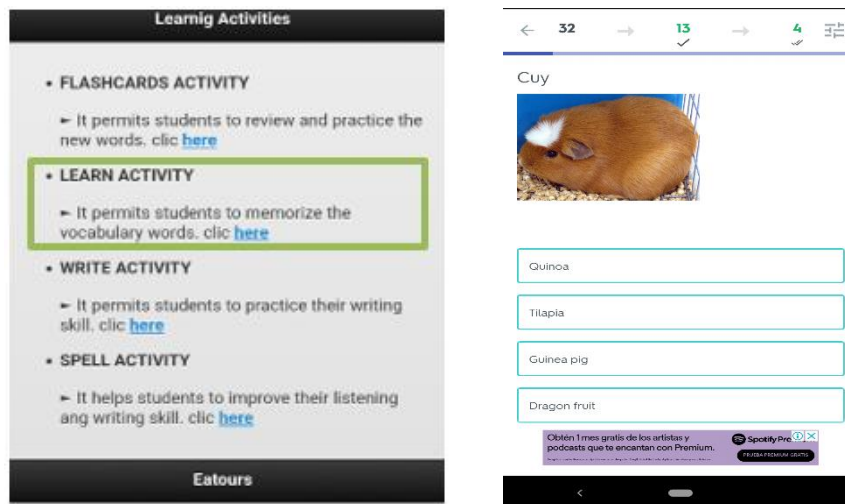 Learnig Activities
• FLASHCARDS ACTIVITY
► It permits students to review and practice the
new words. clic here
• LEARN ACTIVITY
► It permits students to memorize the
vocabulary words. clic here
• WRITE ACTIVITY
► It permits students to practice their writing
skill. clic here
• SPELL ACTIVITY
► It helps students to improve their listening
ang writing skill. clic here
Eatours
32 → 13 → 4
Cuy
Quinoa
Tilapia
Guinea pig
Dragon fruit
Obtén 1 mes gratis de los artistas y
podcasts que te encantan con Premium.
Spotify
PRUEBA PREMIUM GRATIS